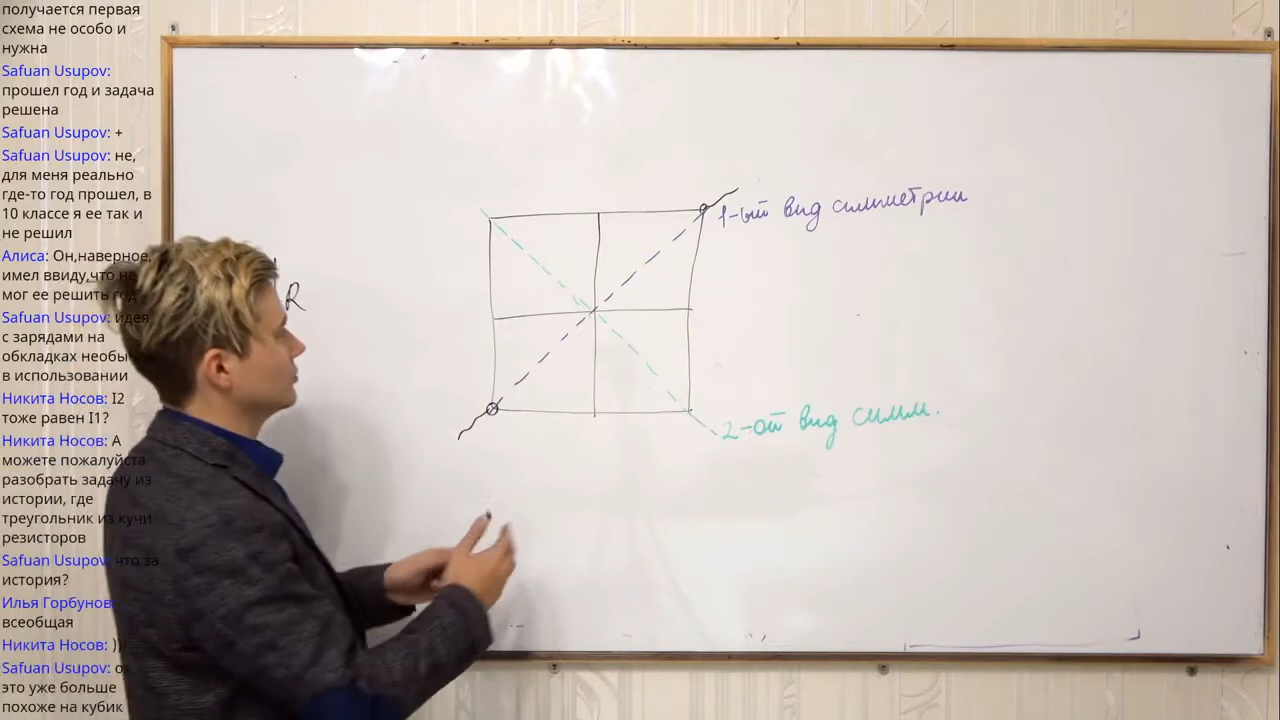 получается первая
схема не особо и
нужна
Safuan Usupov:
прошел год и задача
решена
Safuan Usupov: +
Safuan Usupov: не,
для меня реально
где-то год прошел, в
10 классе я ее так и
не решил
Алиса: Он,наверное,
имел ввиду,что не
мог ее решить год
Safuan Usupov: идея
с зарядами на
обкладках необы
в использовании
Никита Носов: I2
тоже равен I1?
Никита Носов: А
можете пожалуйста
разобрать задачу из
истории, где
треугольник из кучи
резисторов
Safuan Usupov: что за
история?
Илья Горбунов
всеобщая
Никита Носов: ))
Safuan Usupov: о
это уже больше
похоже на кубик
R
1-ый вид симметрии
2-ой вид симм.